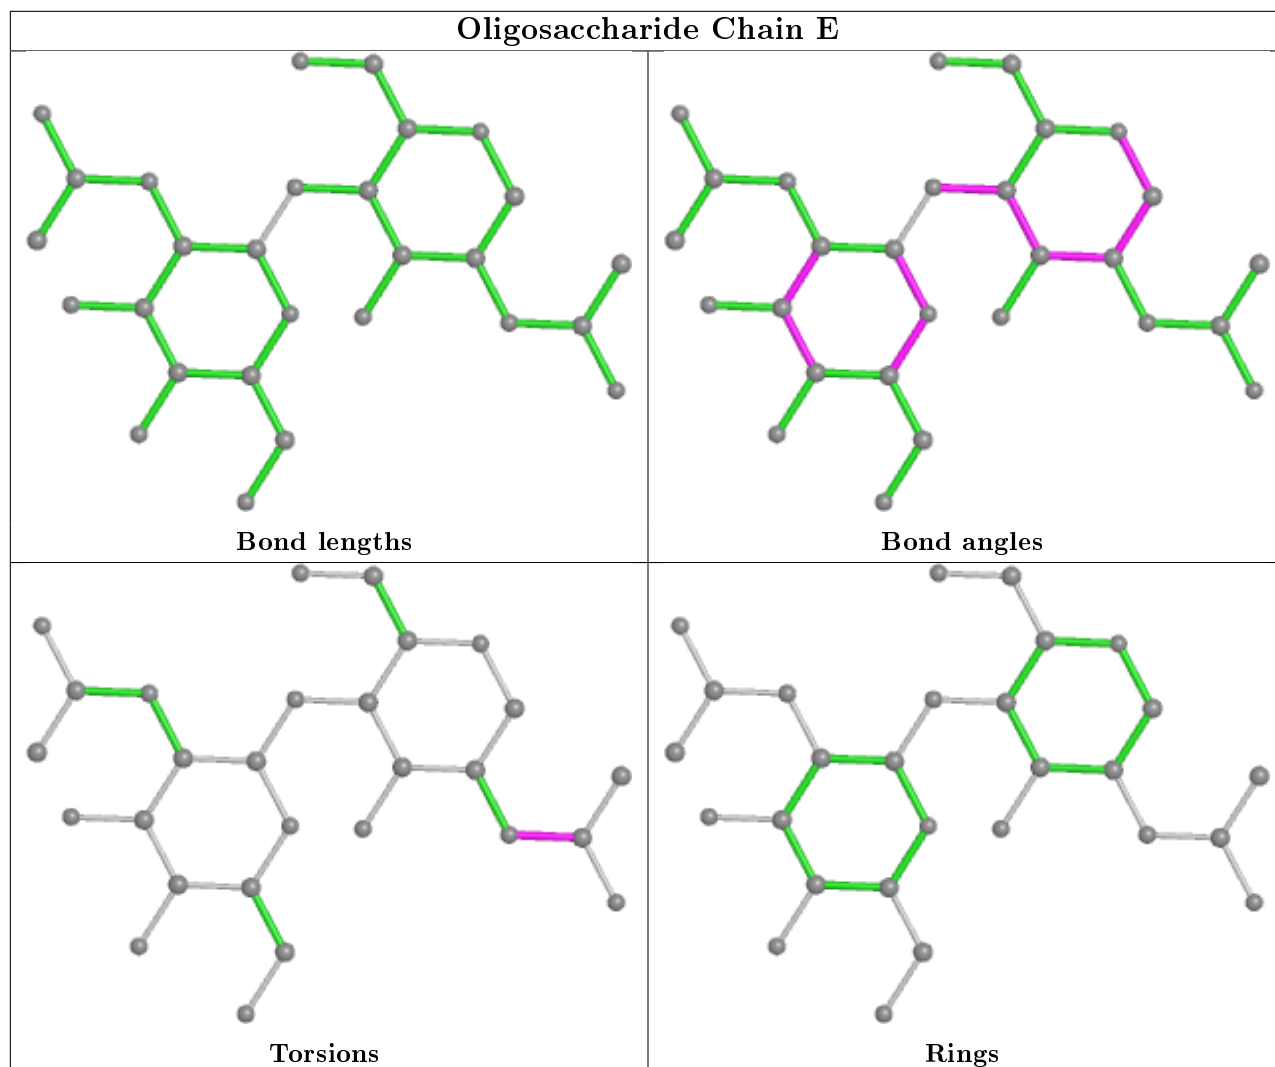 Oligosaccharide Chain E
Bond lengths
Bond angles
Torsions
Rings